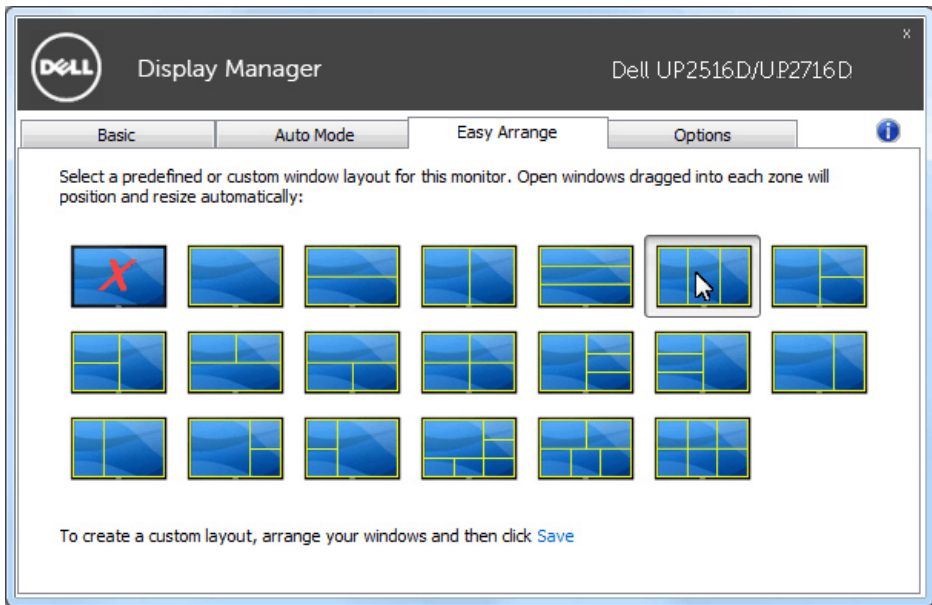 x
DELL
Display Manager
Dell UP2516D/UP2716D
Basic
Auto Mode
Easy Arrange
Options
i
Select a predefined or custom window layout for this monitor. Open windows dragged into each zone will
position and resize automatically:
X
To create a custom layout, arrange your windows and then click Save